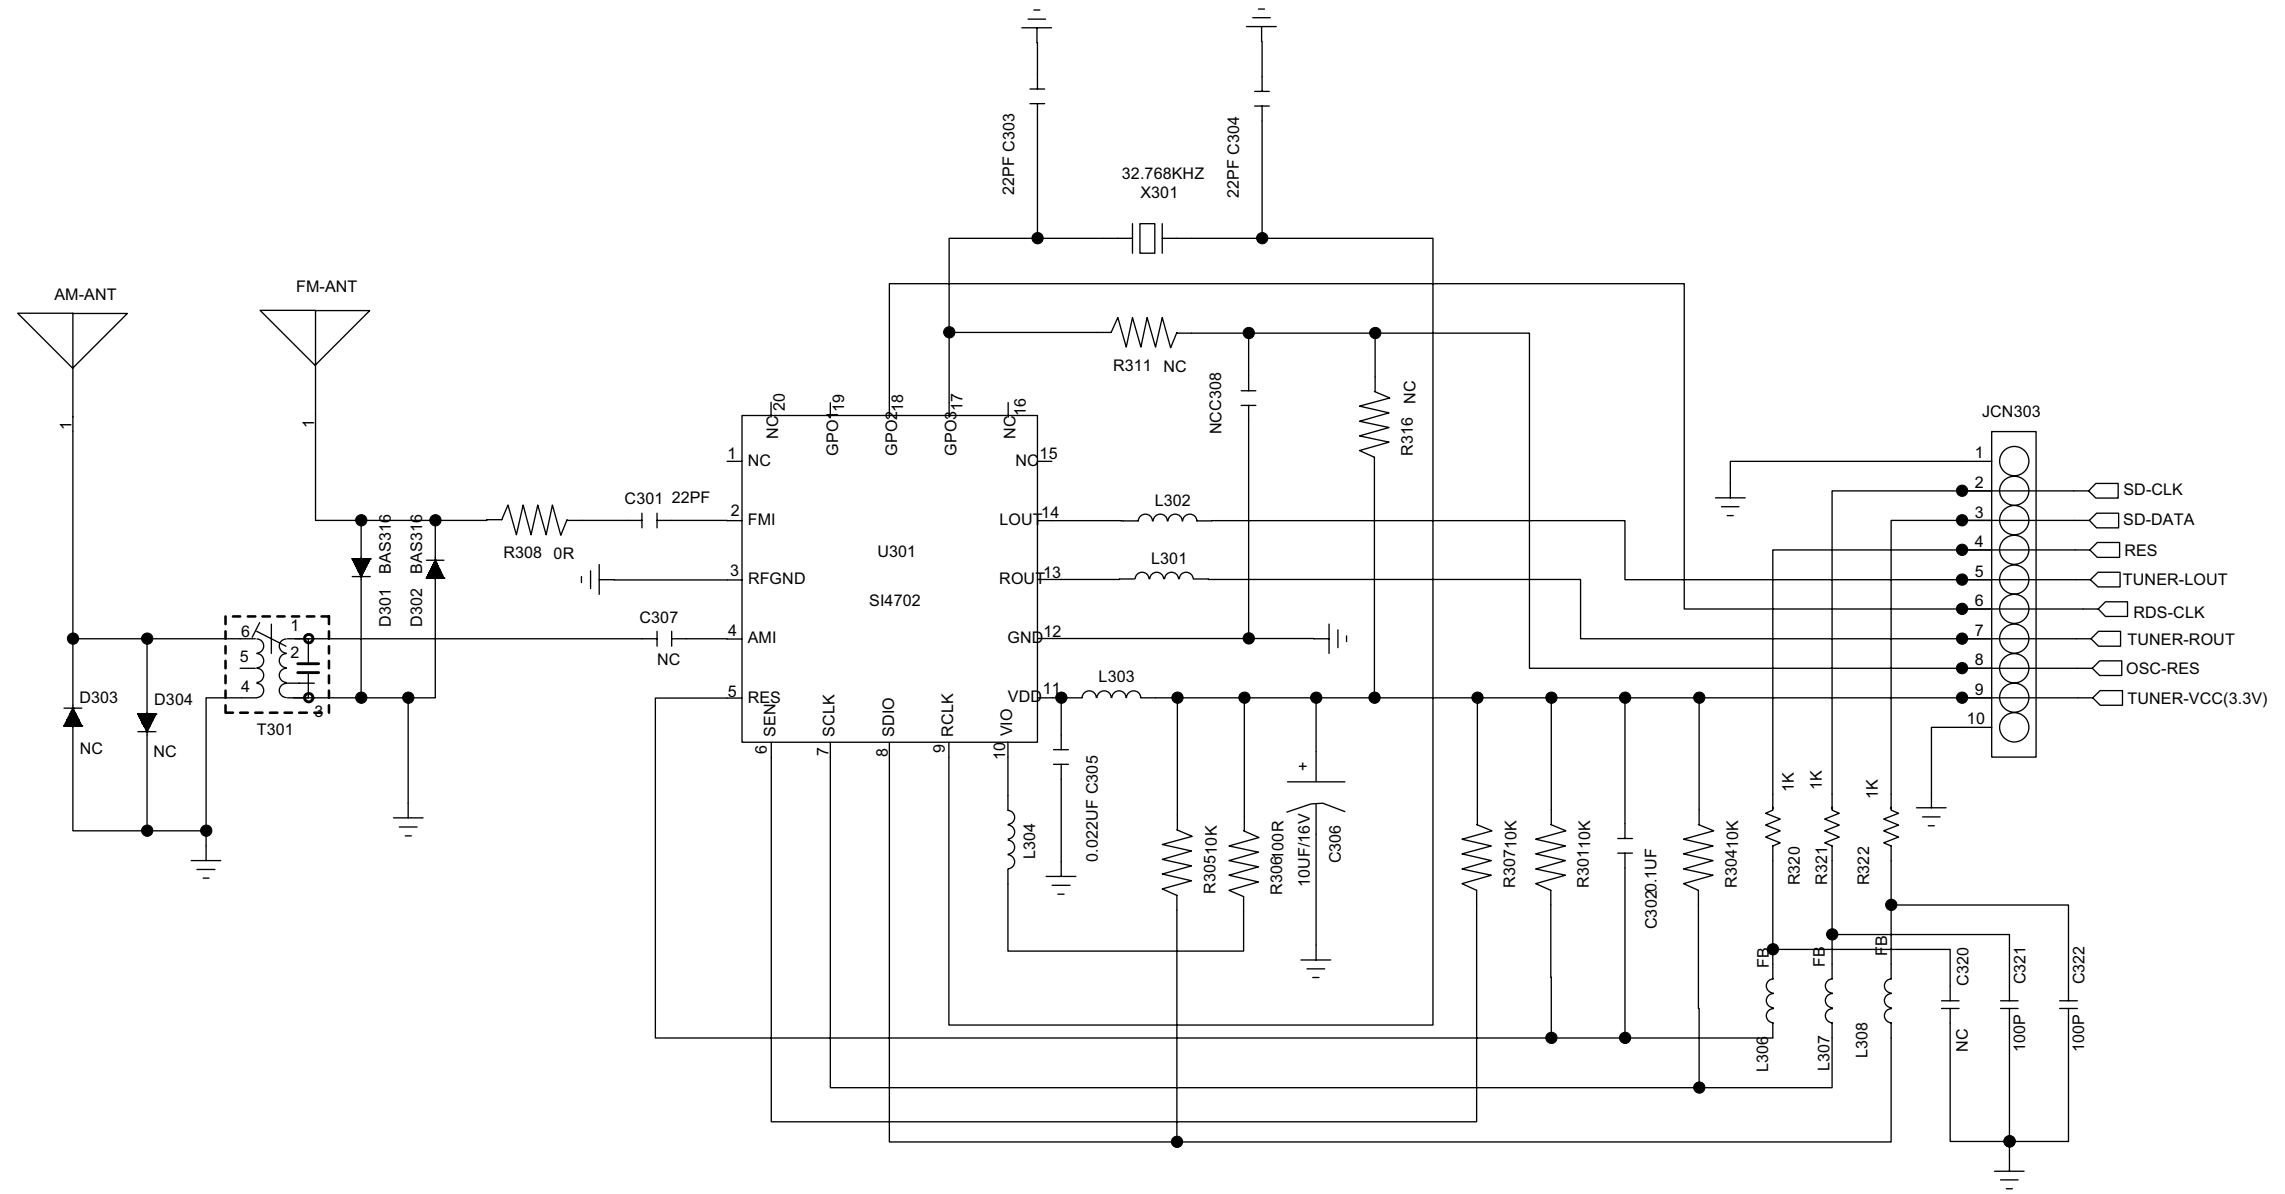 22PF C303
22PF C304
32.768KHZ
X301
AM-ANT
FM-ANT
1
1
R311 NC
NCC308
R316 NC
JCN303
NC 20
GPO1 19
GPO2 18
GPO3 17
NC 16
1 NC
NC 15
2 FMI
LOUT 14
3 RFGND
ROUT 13
4 AMI
GND 12
5 RES
VDD 11
U301
SI4702
SEN 6
SCLK 7
SDIO 8
RCLK 9
VIO 10
C301 22PF
R308 0R
D301 BAS316
D302 BAS316
C307
NC
L302
L301
L303
L304
6
5
4
1
2
3
T301
D303
NC
D304
NC
0.022UF C305
R30510K
R306100R
+
10UF/16V
C306
R30710K
R30110K
C3020.1UF
R30410K
1
2 SD-CLK
3 SD-DATA
4 RES
5 TUNER-LOUT
6 RDS-CLK
7 TUNER-ROUT
8 OSC-RES
9 TUNER-VCC(3.3V)
10
1K
R320
1K
R321
1K
R322
FB
L306
FB
L307
FB
L308
C320
NC
C321
100P
C322
100P